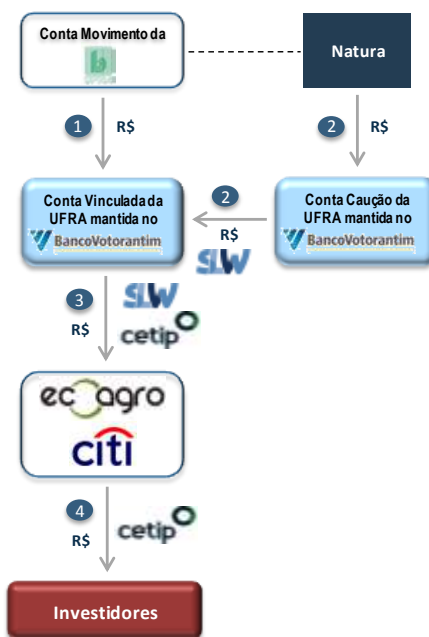 Conta Movimento da
b
Natura
1
R$
2
R$
Conta Vinculada da
UFRA mantida no
BancoVotorantim
2
R$
SLW
Conta Caução da
UFRA mantida no
BancoVotorantim
3
R$
SLW
cetip
ecoagro
citi
4
R$
cetip
Investidores